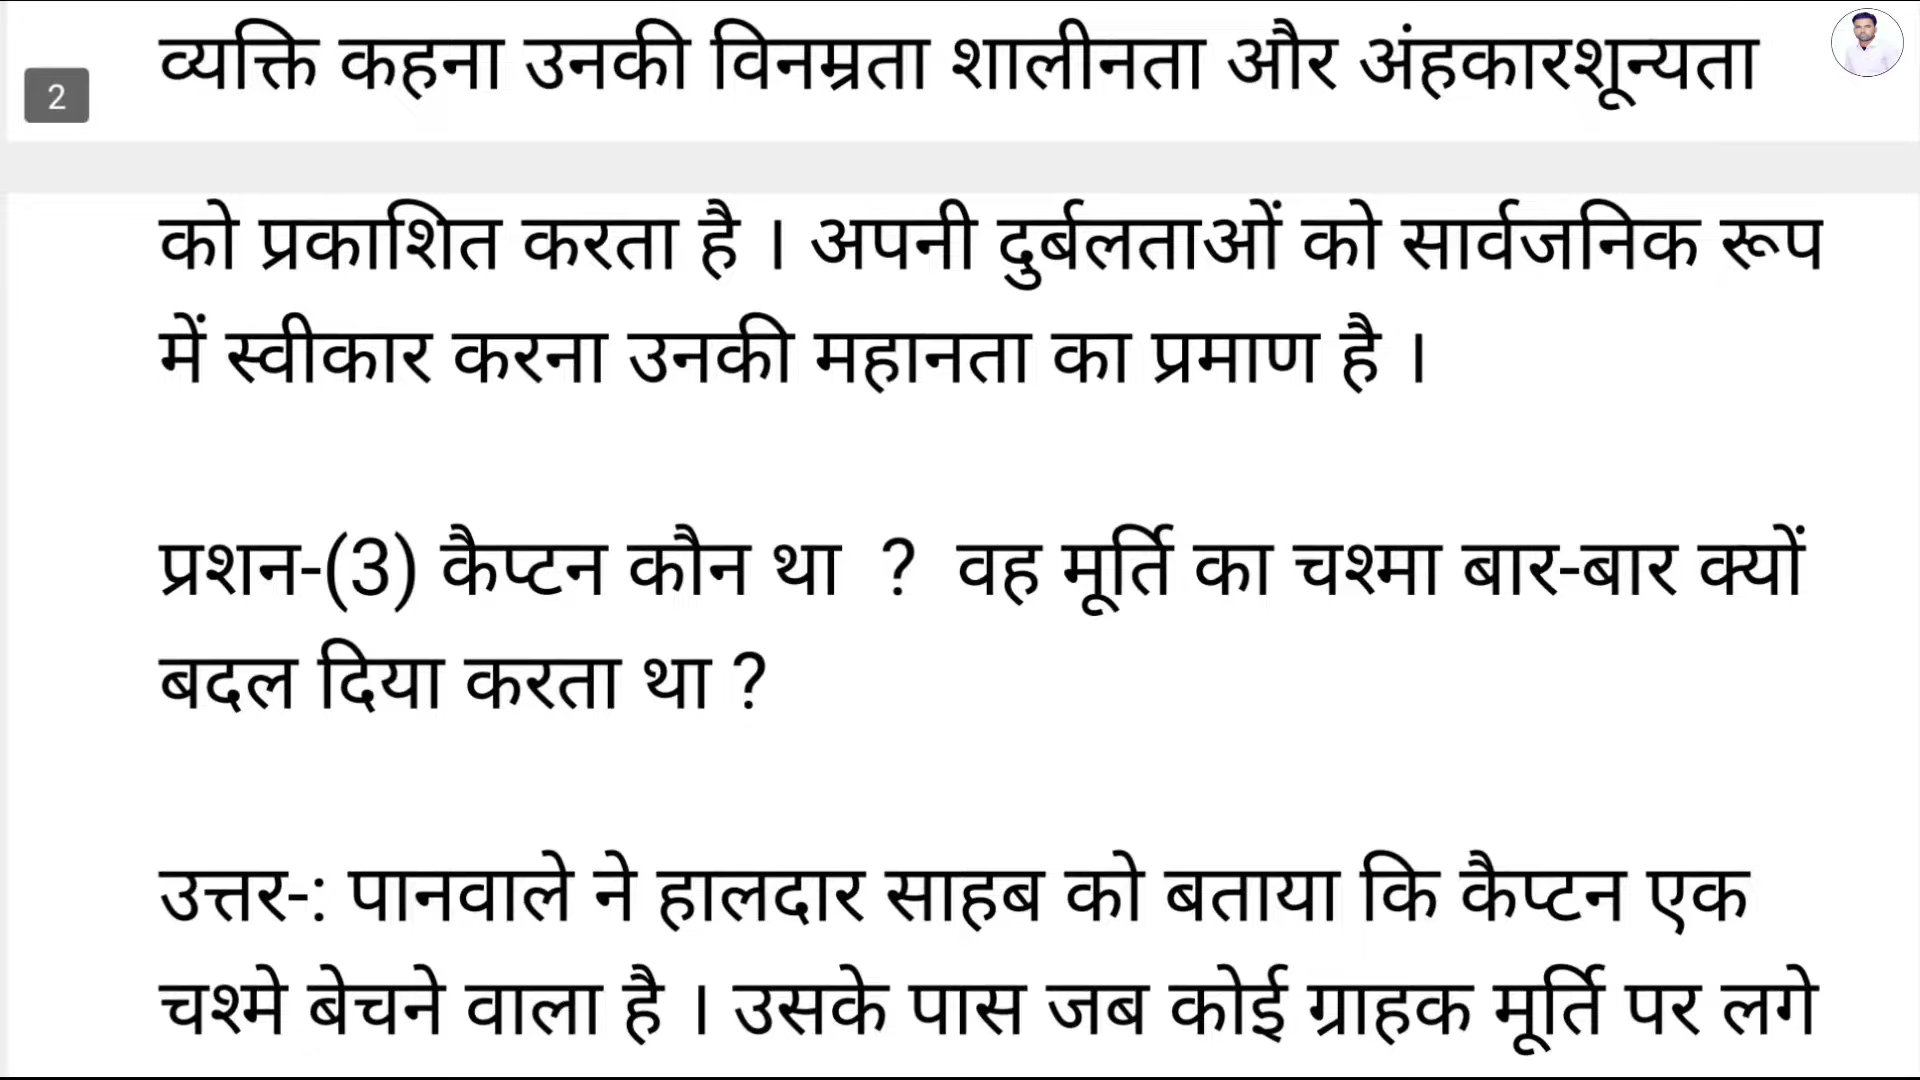 व्यक्ति कहना उनकी विनम्रता शालीनता और अंहकारशून्यता
2
को प्रकाशित करता है । अपनी दुर्बलताओं को सार्वजनिक रूप
में स्वीकार करना उनकी महानता का प्रमाण है ।
प्रशन-(3) कैप्टन कौन था ? वह मूर्ति का चश्मा बार-बार क्यों
बदल दिया करता था ?
उत्तर-: पानवाले ने हालदार साहब को बताया कि कैप्टन एक
चश्मे बेचने वाला है । उसके पास जब कोई ग्राहक मूर्ति पर लगे